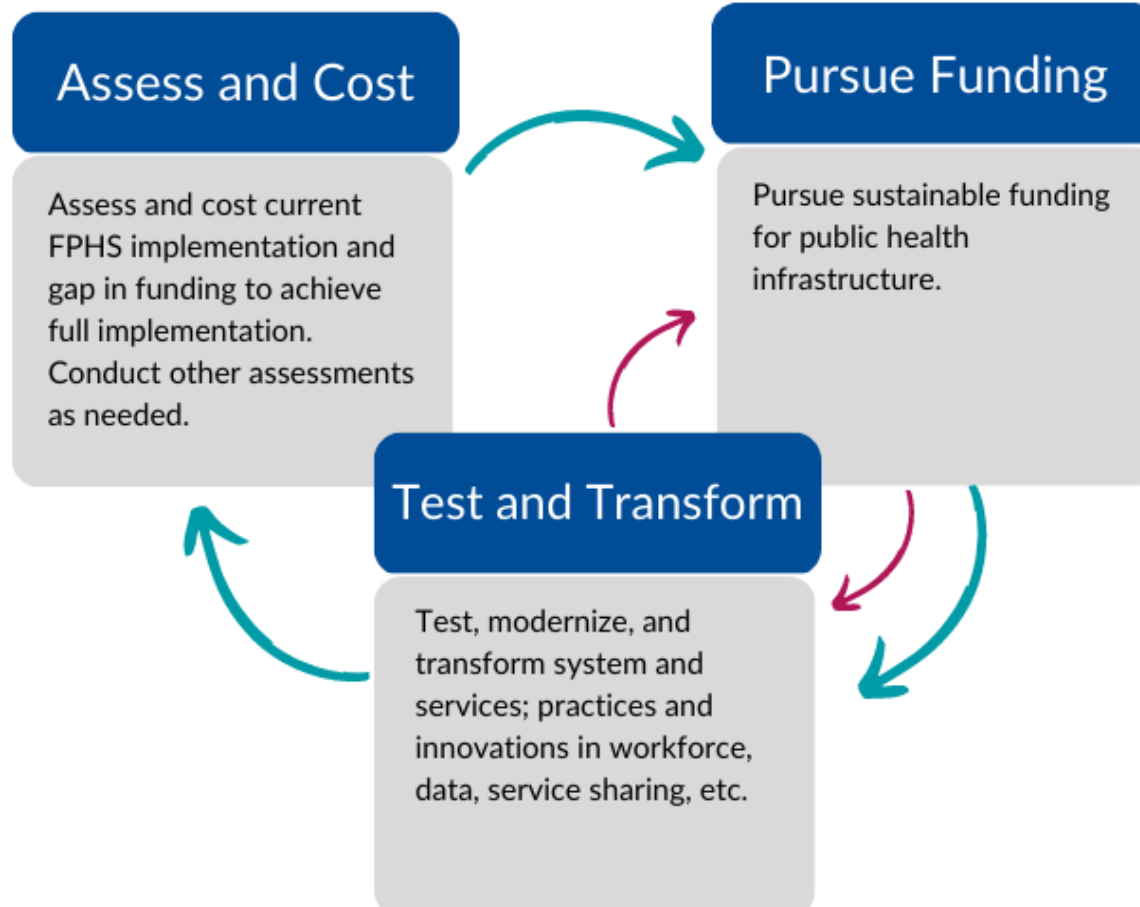 Assess and Cost
Assess and cost current
FPHS implementation and
gap in funding to achieve
full implementation.
Conduct other assessments
as needed.
Pursue Funding
Pursue sustainable funding
for public health
infrastructure.
Test and Transform
Test, modernize, and
transform system and
services; practices and
innovations in workforce,
data, service sharing, etc.